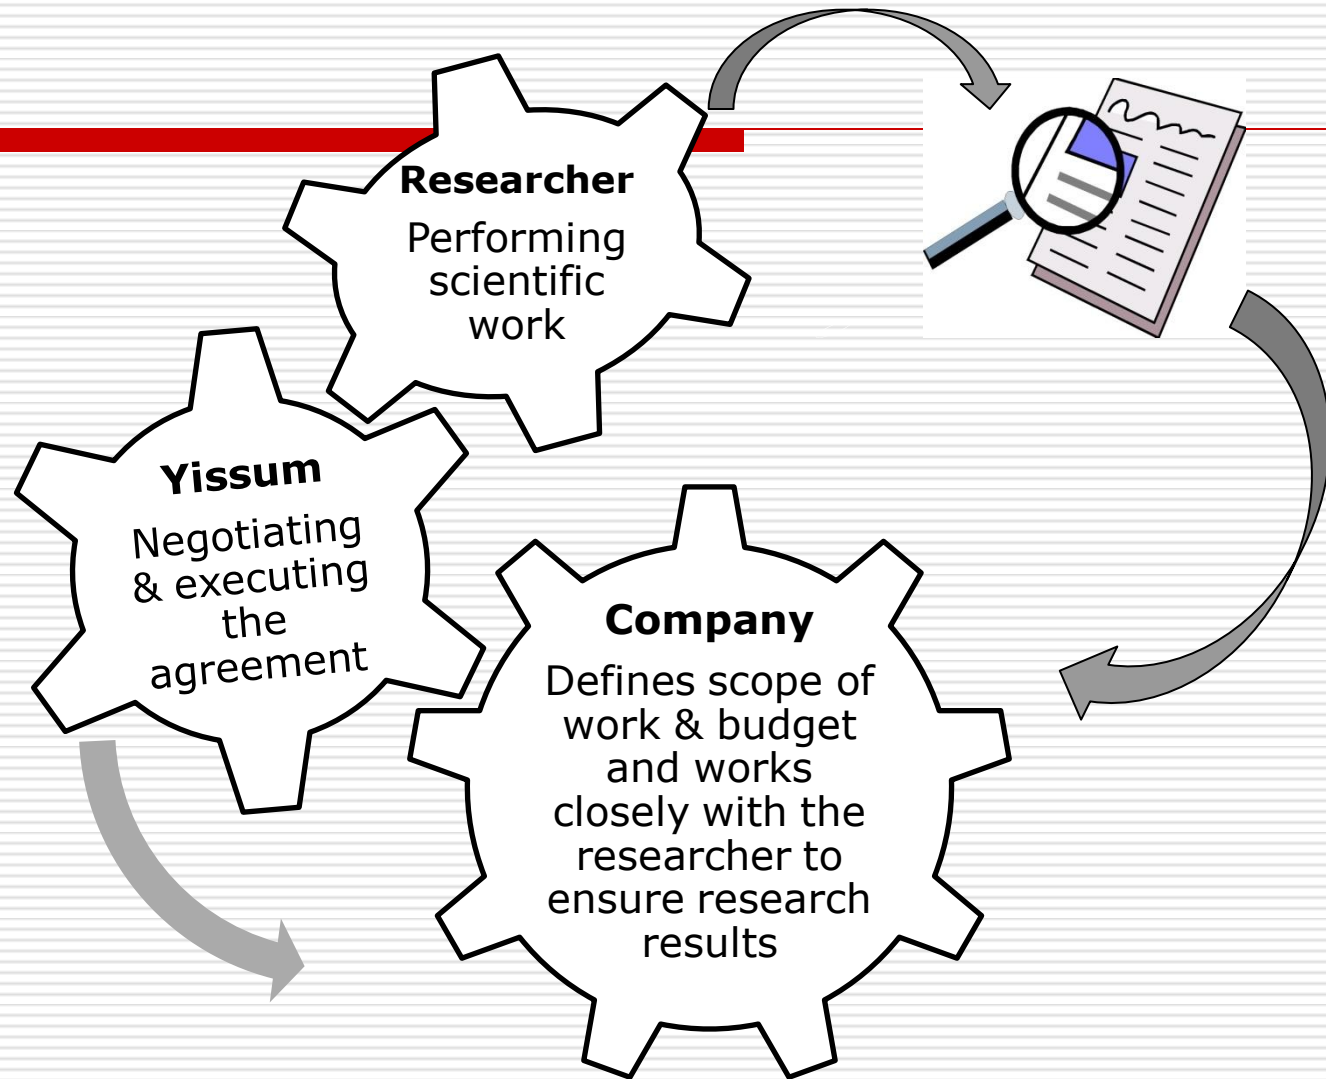 Researcher
Performing
scientific
work
Yissum
Negotiating
& executing
the
agreement
Company
Defines scope of
work & budget
and works
closely with the
researcher to
ensure research
results